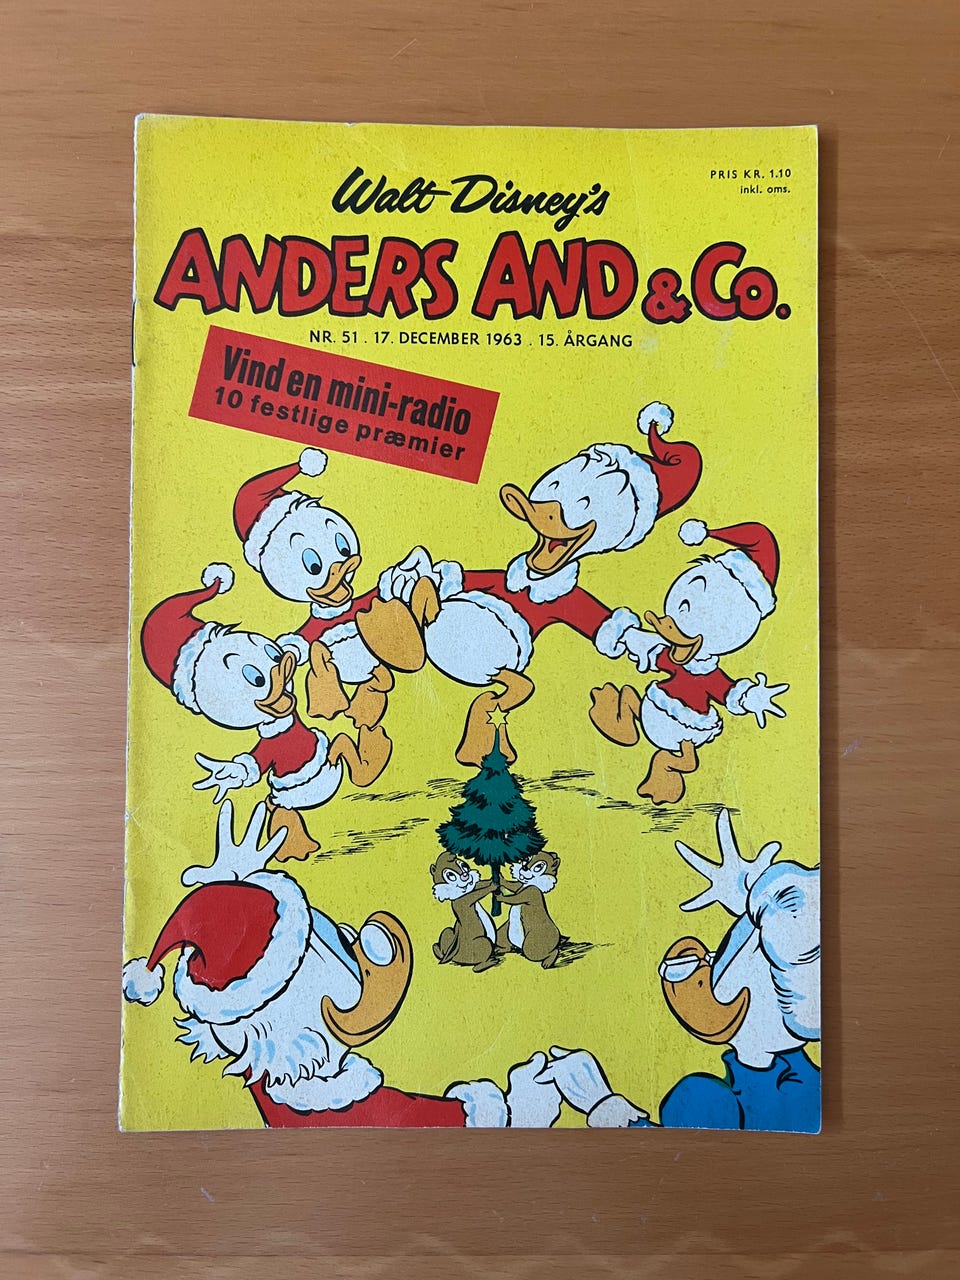 PRIS KR. 1.10
inkl. oms.
Walt Disney's
ANDERS AND & Co.
NR. 51 . 17. DECEMBER 1963 . 15. ÅRGANG
Vind en mini-radio
10 festlige præmier